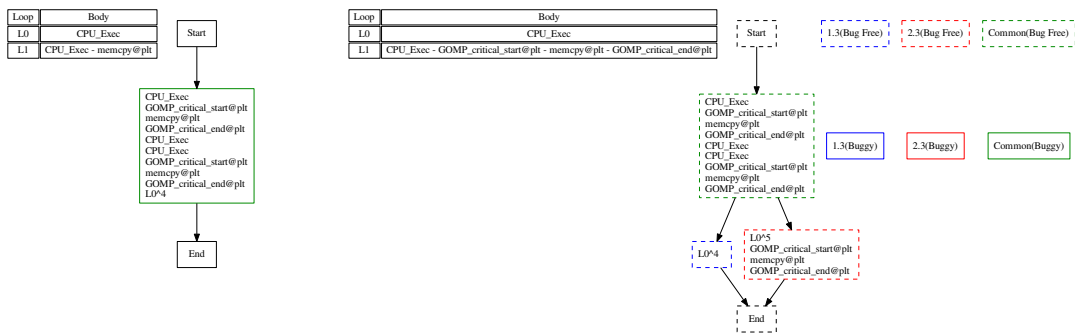 Loop Body
L0 CPU_Exec
L1 CPU_Exec - memcpy@plt
Start
CPU_Exec
GOMP_critical_start@plt
memcpy@plt
GOMP_critical_end@plt
CPU_Exec
CPU_Exec
GOMP_critical_start@plt
memcpy@plt
GOMP_critical_end@plt
L0^4
End
Loop Body
L0 CPU_Exec
L1 CPU_Exec - GOMP_critical_start@plt - memcpy@plt - GOMP_critical_end@plt
Start
CPU_Exec
GOMP_critical_start@plt
memcpy@plt
GOMP_critical_end@plt
CPU_Exec
CPU_Exec
GOMP_critical_start@plt
memcpy@plt
GOMP_critical_end@plt
L0^4
L0^5
GOMP_critical_start@plt
memcpy@plt
GOMP_critical_end@plt
End
1.3(Bug Free)
2.3(Bug Free)
Common(Bug Free)
1.3(Buggy)
2.3(Buggy)
Common(Buggy)